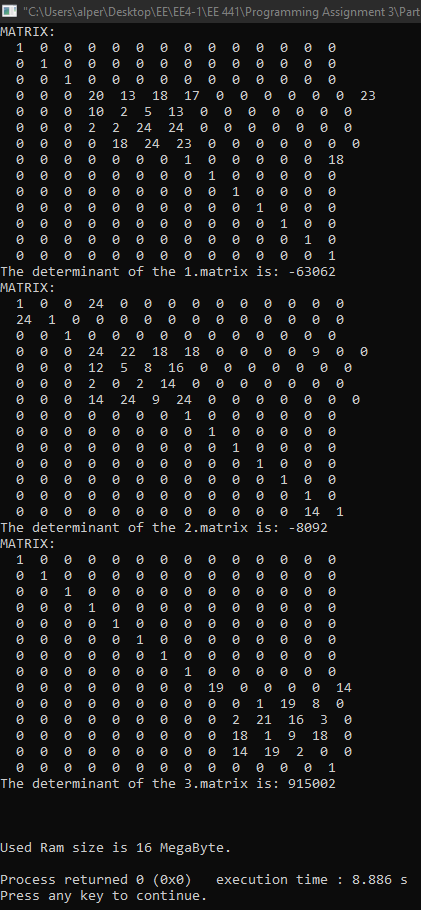 "C:\Users\alper\Desktop\EE\EE4-1\EE 441\Programming Assignment 3\Part
MATRIX:
1 0 0 0 0 0 0 0 0 0 0 0 0 0
0 1 0 0 0 0 0 0 0 0 0 0 0 0
0 0 1 0 0 0 0 0 0 0 0 0 0 0
0 0 0 20 13 18 17 0 0 0 0 0 0 23
0 0 0 10 2 5 13 0 0 0 0 0 0 0
0 0 0 2 2 24 24 0 0 0 0 0 0 0
0 0 0 0 18 24 23 0 0 0 0 0 0 0
0 0 0 0 0 0 0 1 0 0 0 0 0 18
0 0 0 0 0 0 0 0 1 0 0 0 0 0
0 0 0 0 0 0 0 0 0 1 0 0 0 0
0 0 0 0 0 0 0 0 0 0 1 0 0 0
0 0 0 0 0 0 0 0 0 0 0 1 0 0
0 0 0 0 0 0 0 0 0 0 0 0 1 0
0 0 0 0 0 0 0 0 0 0 0 0 0 1
The determinant of the 1.matrix is: -63062
MATRIX:
1 0 0 24 0 0 0 0 0 0 0 0 0 0
24 1 0 0 0 0 0 0 0 0 0 0 0 0
0 0 1 0 0 0 0 0 0 0 0 0 0 0
0 0 0 24 22 18 18 0 0 0 0 9 0 0
0 0 0 12 5 8 16 0 0 0 0 0 0 0
0 0 0 2 0 2 14 0 0 0 0 0 0 0
0 0 0 14 24 9 24 0 0 0 0 0 0 0
0 0 0 0 0 0 0 1 0 0 0 0 0 0
0 0 0 0 0 0 0 0 1 0 0 0 0 0
0 0 0 0 0 0 0 0 0 1 0 0 0 0
0 0 0 0 0 0 0 0 0 0 1 0 0 0
0 0 0 0 0 0 0 0 0 0 0 1 0 0
0 0 0 0 0 0 0 0 0 0 0 0 1 0
0 0 0 0 0 0 0 0 0 0 0 0 14 1
The determinant of the 2.matrix is: -8092
MATRIX:
1 0 0 0 0 0 0 0 0 0 0 0 0 0
0 1 0 0 0 0 0 0 0 0 0 0 0 0
0 0 1 0 0 0 0 0 0 0 0 0 0 0
0 0 0 1 0 0 0 0 0 0 0 0 0 0
0 0 0 0 1 0 0 0 0 0 0 0 0 0
0 0 0 0 0 1 0 0 0 0 0 0 0 0
0 0 0 0 0 0 1 0 0 0 0 0 0 0
0 0 0 0 0 0 0 1 0 0 0 0 0 0
0 0 0 0 0 0 0 0 19 0 0 0 0 14
0 0 0 0 0 0 0 0 0 0 1 19 8 0
0 0 0 0 0 0 0 0 0 2 21 16 3 0
0 0 0 0 0 0 0 0 0 18 1 9 18 0
0 0 0 0 0 0 0 0 0 14 19 2 0 0
0 0 0 0 0 0 0 0 0 0 0 0 0 1
The determinant of the 3.matrix is: 915002
Used Ram size is 16 MegaByte.
Process returned 0 (0x0)   execution time : 8.886 s
Press any key to continue.